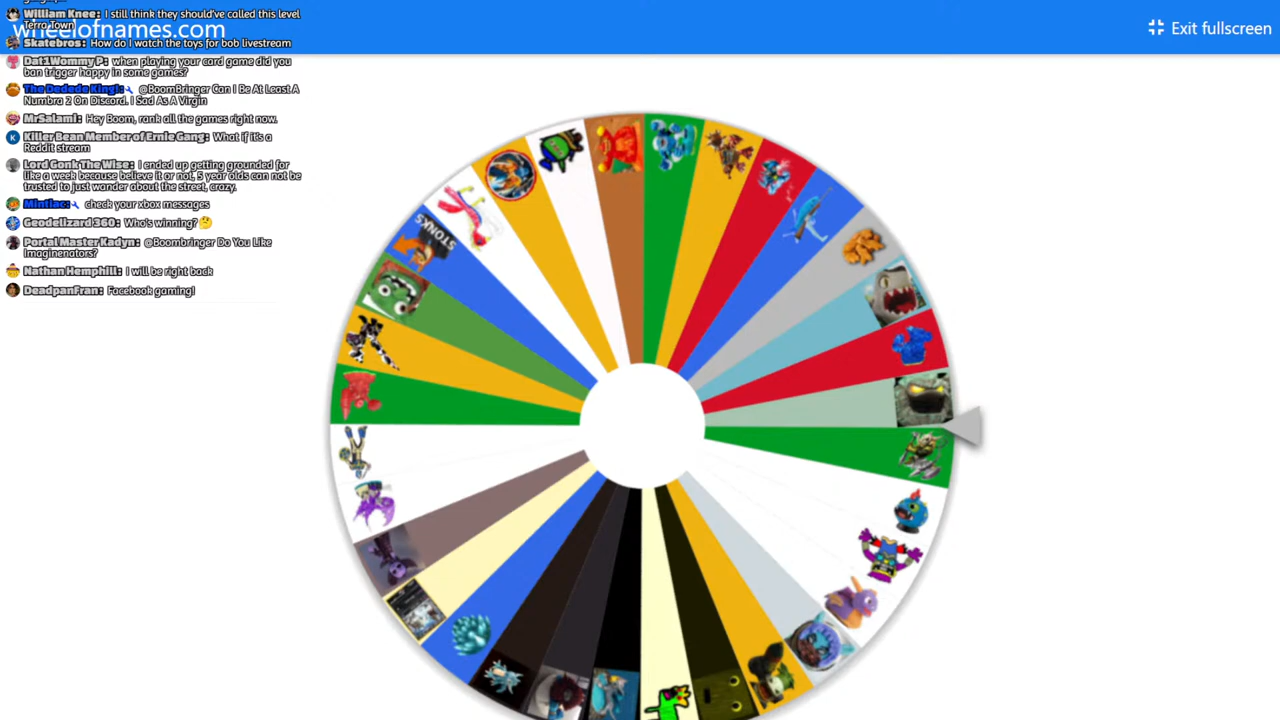 William Knee: I still think they should've called this level
Terra Town
wheelofnames.com
Exit fullscreen
Skatebros: How do I watch the toys for bob livestream
Dat1Wommy P: when playing your card game did you
ban trigger happy in some games?
The Dedede King!: @BoomBringer Can I Be At Least A
Numbra 2 On Discord. I Sad As A Virgin
MrSalami: Hey Boom, rank all the games right now.
Killer Bean Member of Ernie Gang: What if it's a
Reddit stream
Lord Gonk The Wise: I ended up getting grounded for
like a week because believe it or not, 5 year olds can not be
trusted to just wander about the street, crazy.
Mintlac: check your xbox messages
Geodelizard 360: Who's winning? 🤔
Portal Master Kadyn: @Boombringer Do You Like
Imaginenators?
Nathan Hemphill: I will be right back
DeadpanFran: Facebook gaming!
STONKS